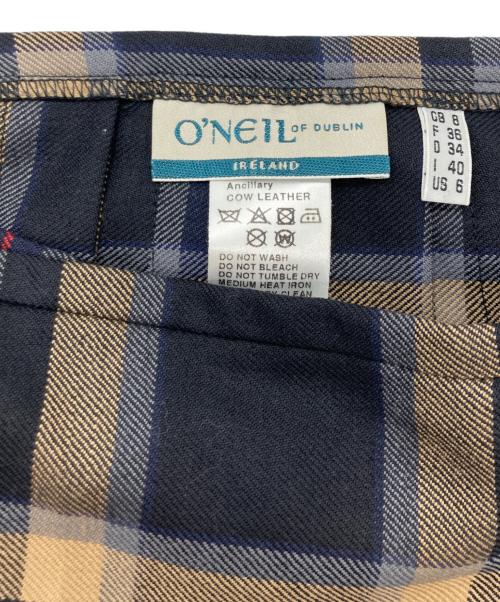 O'NEIL OF DUBLIN
IRELAND
Ancillary
COW LEATHER
DO NOT WASH
DO NOT BLEACH
DO NOT TUMBLE DRY
MEDIUM HEAT IRON
CLEAN
GB 8
F 36
D 34
I 40
US 6